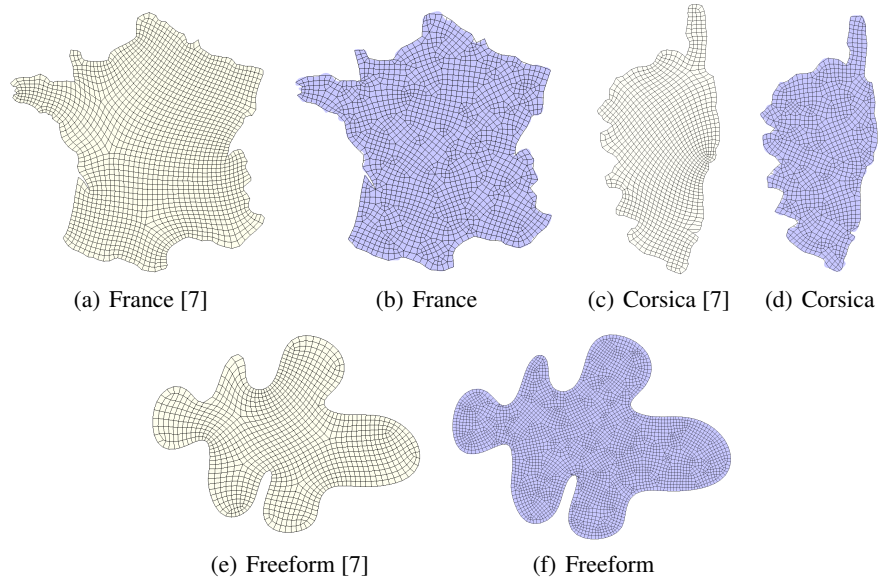 (a) France [7]
(b) France
(c) Corsica [7]
(d) Corsica
(e) Freeform [7]
(f) Freeform